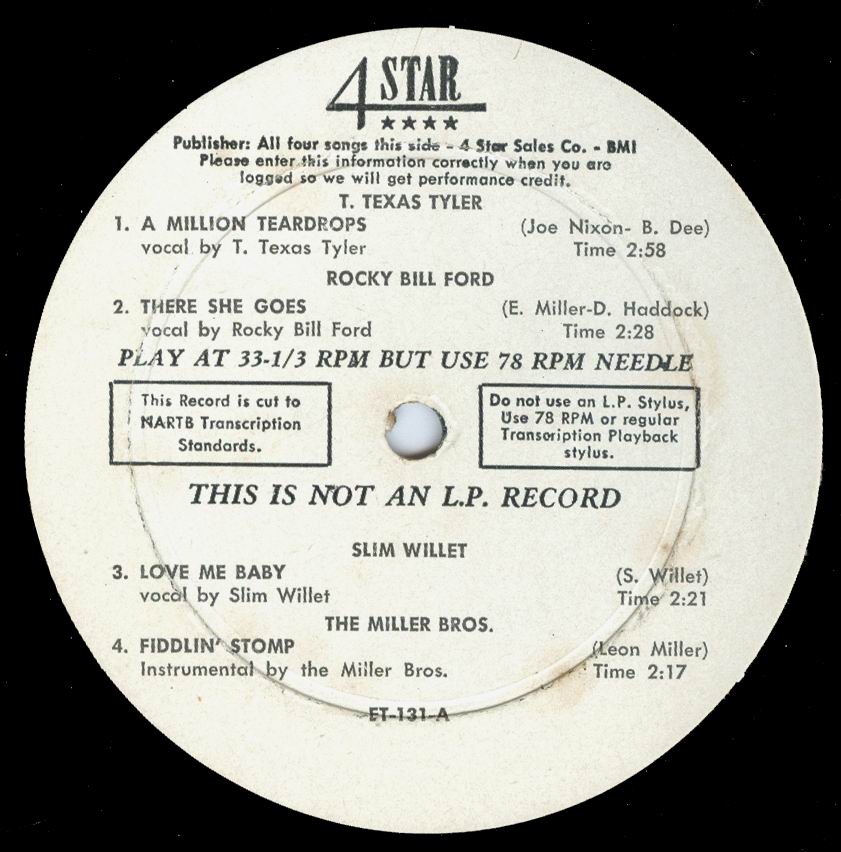 4 STAR
★★★★
Publisher: All four songs this side - 4 Star Sales Co. - BMI
Please enter this information correctly when you are
logged so we will get performance credit.
T. TEXAS TYLER
1. A MILLION TEARDROPS (Joe Nixon- B. Dee)
vocal by T. Texas Tyler Time 2:58
ROCKY BILL FORD
2. THERE SHE GOES (E. Miller-D. Haddock)
vocal by Rocky Bill Ford Time 2:28
PLAY AT 33-1/3 RPM BUT USE 78 RPM NEEDLE
This Record is cut to
NARTB Transcription
Standards.
Do not use an L.P. Stylus,
Use 78 RPM or regular
Transcription Playback
stylus.
THIS IS NOT AN L.P. RECORD
SLIM WILLET
3. LOVE ME BABY (S. Willet)
vocal by Slim Willet Time 2:21
THE MILLER BROS.
4. FIDDLIN' STOMP (Leon Miller)
Instrumental by the Miller Bros. Time 2:17
ET-131-A